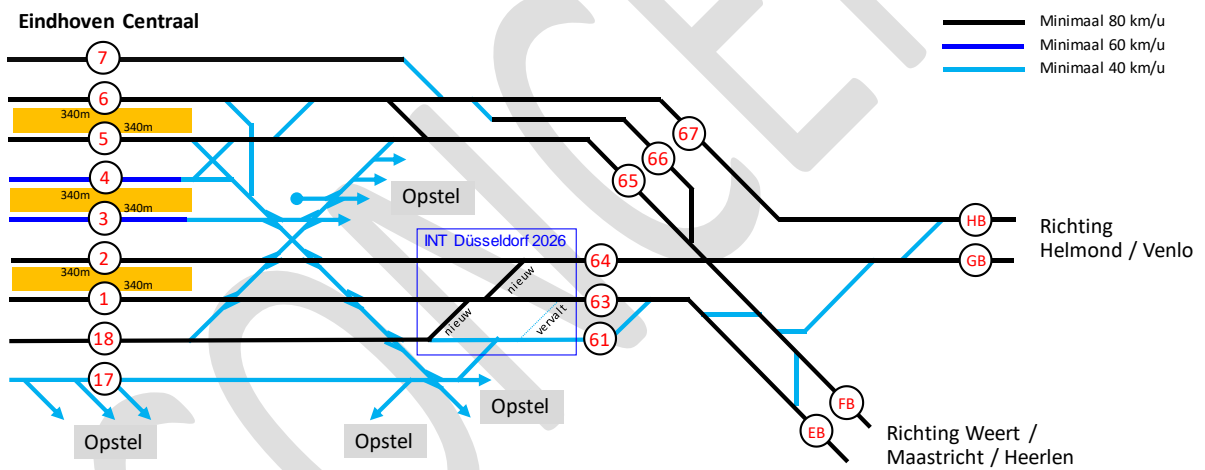 Eindhoven Centraal
Minimaal 80 km/u
Minimaal 60 km/u
Minimaal 40 km/u
7
6
340m
340m
5
4
340m
340m
3
2
340m
340m
1
18
17
67
66
65
Opstel
INT Düsseldorf 2026
64
63
61
nieuw
nieuw
vervalt
HB
GB
Richting
Helmond / Venlo
FB
EB
Richting Weert /
Maastricht / Heerlen
Opstel
Opstel
Opstel
CONCEPT